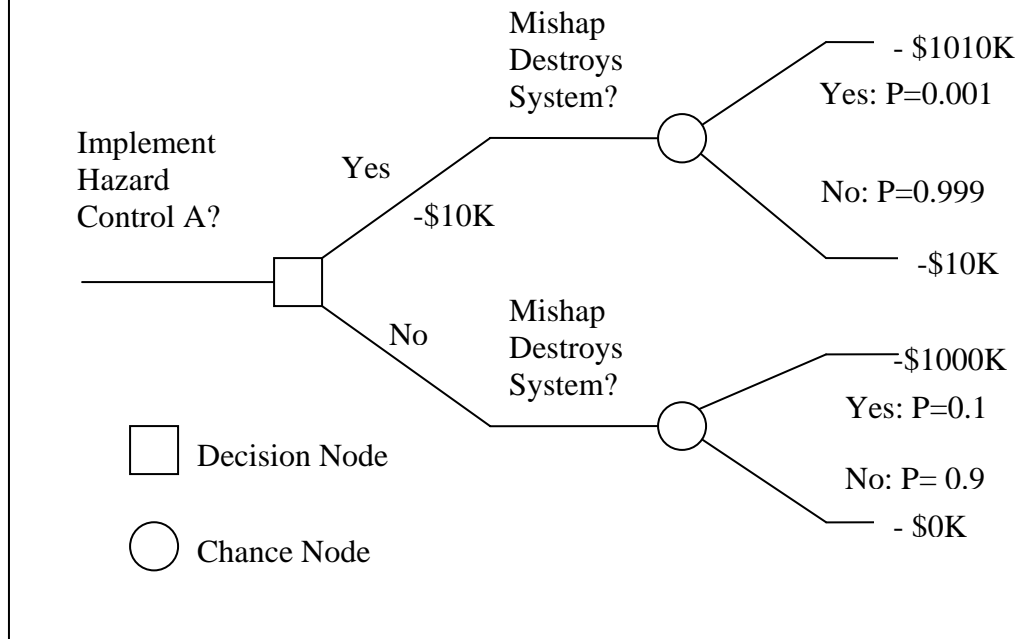 Mishap
Destroys
System?
- $1010K
Yes: P=0.001
Implement
Hazard
Control A?
Yes
-$10K
No: P=0.999
-$10K
No
Mishap
Destroys
System?
-$1000K
Yes: P=0.1
No: P= 0.9
- $0K
Decision Node
Chance Node